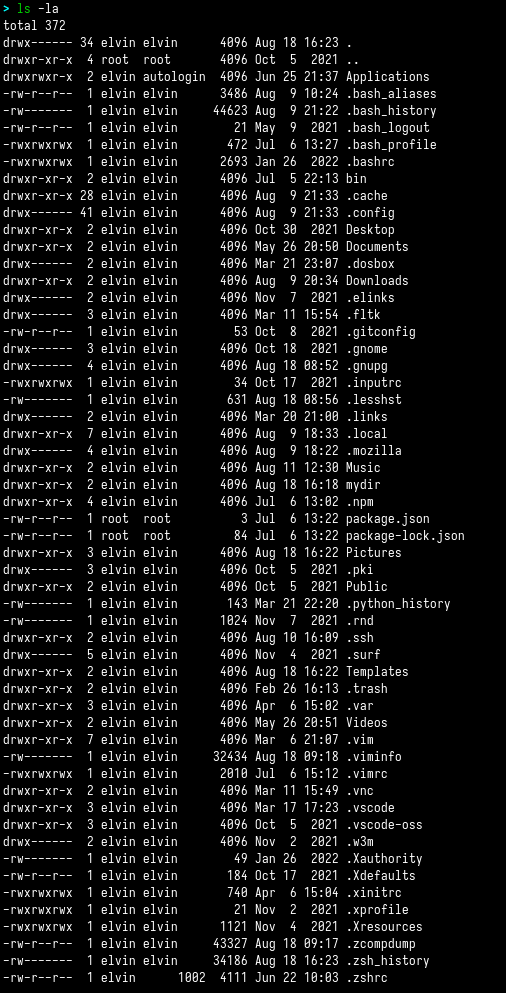 > ls -la
total 372
drwx------ 34 elvin elvin      4096 Aug 18 16:23 .
drwxr-xr-x  4 root  root       4096 Oct  5  2021 ..
drwxrwxr-x  2 elvin autologin  4096 Jun 25 21:37 Applications
-rw-r--r--  1 elvin elvin      3486 Aug  9 10:24 .bash_aliases
-rw-r--r--  1 elvin elvin     44623 Aug  9 21:22 .bash_history
-rw-r--r--  1 elvin elvin        21 May  9  2021 .bash_logout
-rwxrwxrwx  1 elvin elvin       472 Jul  6 13:27 .bash_profile
-rwxrwxrwx  1 elvin elvin      2693 Jan 26  2022 .bashrc
drwxr-xr-x  2 elvin elvin      4096 Jul  5 22:13 bin
drwxr-xr-x 28 elvin elvin      4096 Aug  9 21:33 .cache
drwx------ 41 elvin elvin      4096 Aug  9 21:33 .config
drwxr-xr-x  2 elvin elvin      4096 Oct 30  2021 Desktop
drwxr-xr-x  2 elvin elvin      4096 May 26 20:50 Documents
drwx------  2 elvin elvin      4096 Mar 21 23:07 .dosbox
drwxr-xr-x  2 elvin elvin      4096 Aug  9 20:34 Downloads
drwx------  2 elvin elvin      4096 Nov  7  2021 .elinks
drwx------  3 elvin elvin      4096 Mar 11 15:54 .fltk
-rw-r--r--  1 elvin elvin        53 Oct  8  2021 .gitconfig
drwx------  3 elvin elvin      4096 Oct 18  2021 .gnome
drwx------  4 elvin elvin      4096 Aug 18 08:52 .gnupg
-rwxrwxrwx  1 elvin elvin        34 Oct 17  2021 .inputrc
-rw-------  1 elvin elvin       631 Aug 18 08:56 .lesshst
drwx------  2 elvin elvin      4096 Mar 20 21:00 .links
drwxr-xr-x  7 elvin elvin      4096 Aug  9 18:33 .local
drwx------  4 elvin elvin      4096 Aug  9 18:22 .mozilla
drwxr-xr-x  2 elvin elvin      4096 Aug 11 12:30 Music
drwxr-xr-x  2 elvin elvin      4096 Aug 18 16:18 mydir
drwxr-xr-x  4 elvin elvin      4096 Jul  6 13:02 .npm
-rw-r--r--  1 root  root          3 Jul  6 13:22 package.json
-rw-r--r--  1 root  root         84 Jul  6 13:22 package-lock.json
drwxr-xr-x  3 elvin elvin      4096 Aug 18 16:22 Pictures
drwx------  3 elvin elvin      4096 Oct  5  2021 .pki
drwxr-xr-x  2 elvin elvin      4096 Oct  5  2021 Public
-rw-------  1 elvin elvin       143 Mar 21 22:20 .python_history
-rw-------  1 elvin elvin      1024 Nov  7  2021 .rnd
drwxr-xr-x  2 elvin elvin      4096 Aug 10 16:09 .ssh
drwx------  5 elvin elvin      4096 Nov  4  2021 .surf
drwxr-xr-x  2 elvin elvin      4096 Aug 18 16:22 Templates
drwxr-xr-x  2 elvin elvin      4096 Feb 26 16:13 .trash
drwxr-xr-x  3 elvin elvin      4096 Apr  6 15:02 .var
drwxr-xr-x  2 elvin elvin      4096 May 26 20:51 Videos
drwxr-xr-x  7 elvin elvin      4096 Mar  6 21:07 .vim
-rw-------  1 elvin elvin     32434 Aug 18 09:18 .viminfo
-rwxrwxrwx  1 elvin elvin      2010 Jul  6 15:12 .vimrc
drwxr-xr-x  2 elvin elvin      4096 Mar 11 15:49 .vnc
drwxr-xr-x  3 elvin elvin      4096 Mar 17 17:23 .vscode
drwxr-xr-x  3 elvin elvin      4096 Oct  5  2021 .vscode-oss
drwx------  2 elvin elvin      4096 Nov  2  2021 .w3m
-rw-------  1 elvin elvin        49 Jan 26  2022 .Xauthority
-rw-------  1 elvin elvin       184 Oct 17  2021 .Xdefaults
-rwxrwxrwx  1 elvin elvin       740 Apr  6 15:04 .xinitrc
-rwxrwxrwx  1 elvin elvin        21 Nov  2  2021 .xprofile
-rwxrwxrwx  1 elvin elvin      1121 Nov  4  2021 .Xresources
-rw-r--r--  1 elvin elvin     43327 Aug 18 09:17 .zcompdump
-rw-------  1 elvin elvin     34186 Aug 18 16:23 .zsh_history
-rw-r--r--  1 elvin      1002  4111 Jun 22 10:03 .zshrc